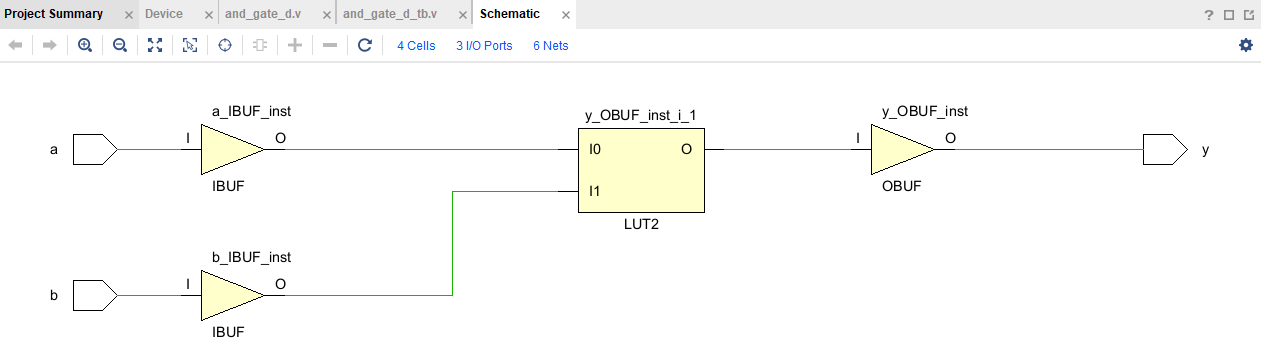 Project Summary × Device × and_gate_d.v × and_gate_d_tb.v × Schematic × ?
4 Cells 3 I/O Ports 6 Nets
a_IBUF_inst
y_OBUF_inst_i_1
y_OBUF_inst
a I O I0 O I O y
IBUF
I1
OBUF
LUT2
b_IBUF_inst
b I O
IBUF